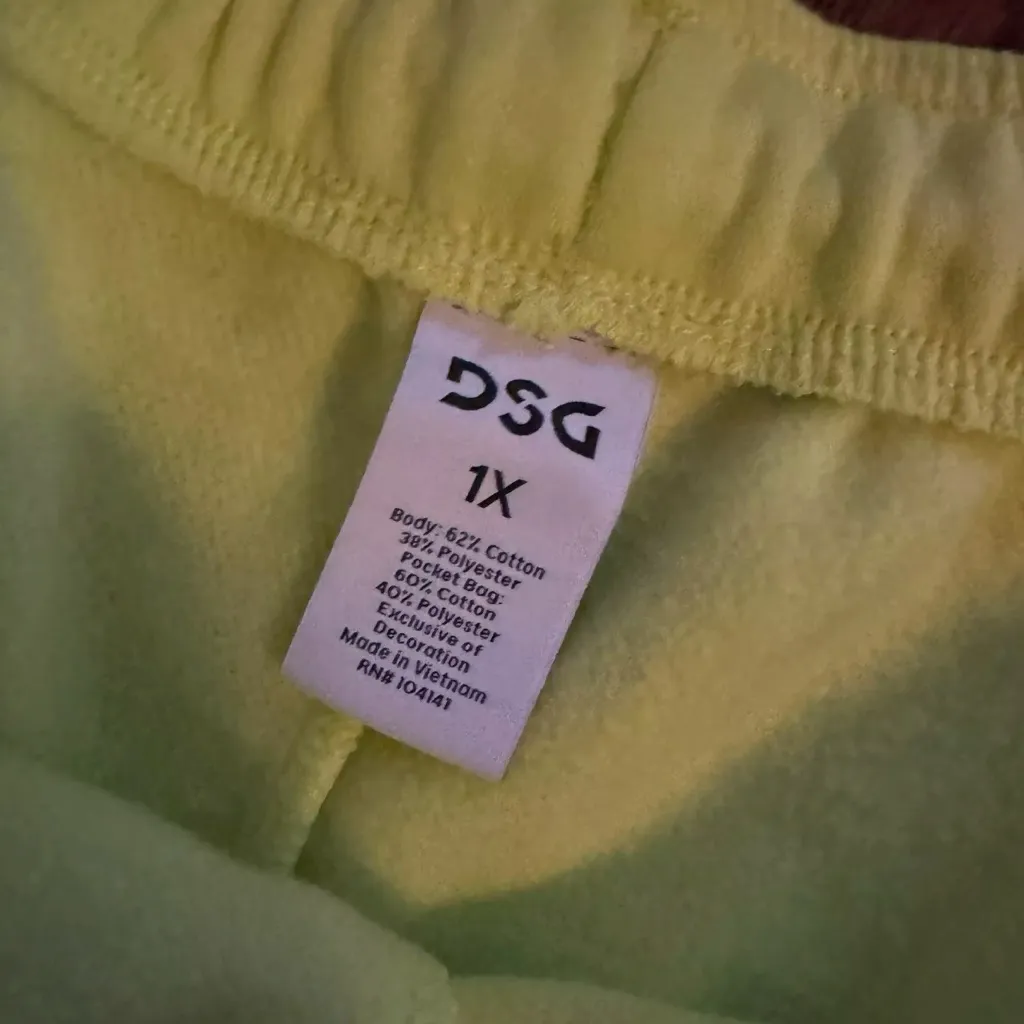 DSG
1X
Body: 62% Cotton
38% Polyester
Pocket Bag:
60% Cotton
40% Polyester
Exclusive of
Decoration
Made in Vietnam
RN# 104141